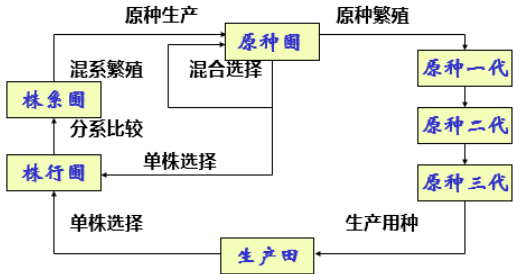 原种生产
原种圃
原种繁殖
混系繁殖
混合选择
原种一代
株系圃
分系比较
原种二代
株行圃
单株选择
原种三代
单株选择
生产用种
生产田